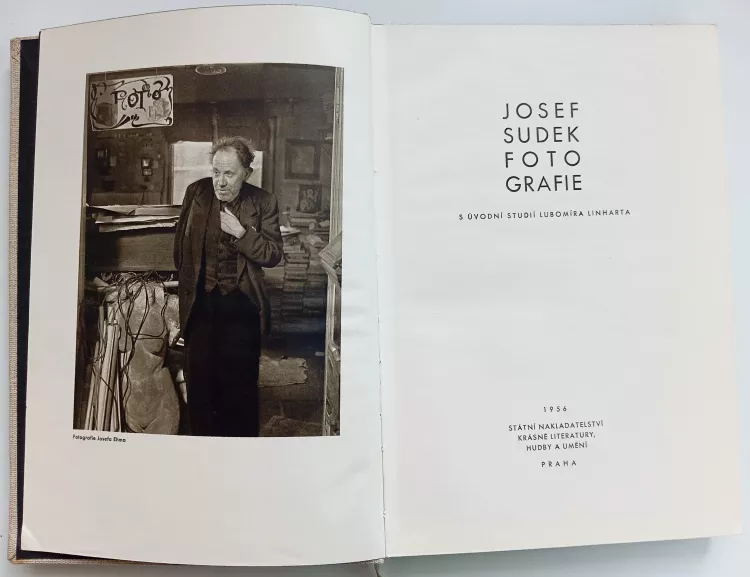 FOTO
Fotografie Josefa Ehma
JOSEF
SUDEK
FOTO
GRAFIE
S ÚVODNÍ STUDIÍ LUBOMÍRA LINHARTA
1956
STÁTNÍ NAKLADATELSTVÍ
KRÁSNÉ LITERATURY,
HUDBY A UMĚNÍ
PRAHA